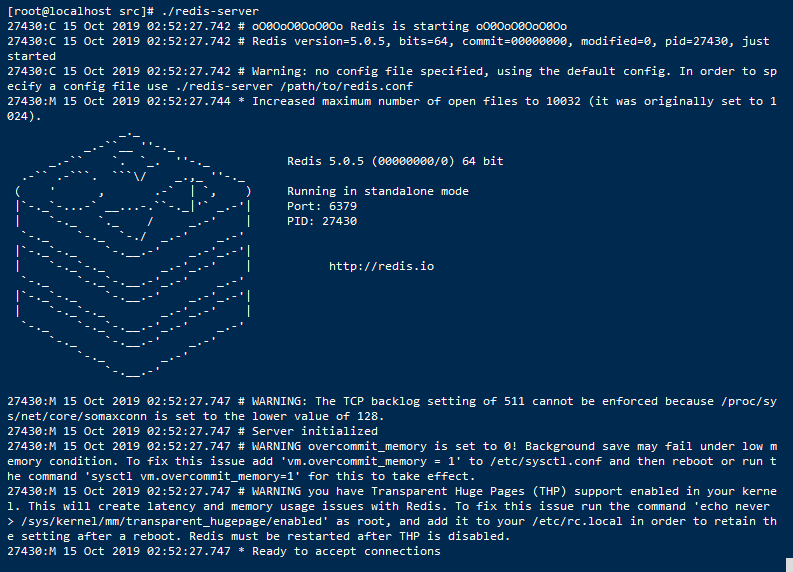 [root@localhost src]# ./redis-server
27430:C 15 Oct 2019 02:52:27.742 # oO0OoO0OoO0Oo Redis is starting oO0OoO0OoO0Oo
27430:C 15 Oct 2019 02:52:27.742 # Redis version=5.0.5, bits=64, commit=00000000, modified=0, pid=27430, just
started
27430:C 15 Oct 2019 02:52:27.742 # Warning: no config file specified, using the default config. In order to sp
ecify a config file use ./redis-server /path/to/redis.conf
27430:M 15 Oct 2019 02:52:27.744 * Increased maximum number of open files to 10032 (it was originally set to 1
024).
Redis 5.0.5 (00000000/0) 64 bit
Running in standalone mode
Port: 6379
PID: 27430
http://redis.io
27430:M 15 Oct 2019 02:52:27.747 # WARNING: The TCP backlog setting of 511 cannot be enforced because /proc/sy
s/net/core/somaxconn is set to the lower value of 128.
27430:M 15 Oct 2019 02:52:27.747 # Server initialized
27430:M 15 Oct 2019 02:52:27.747 # WARNING overcommit_memory is set to 0! Background save may fail under low m
emory condition. To fix this issue add 'vm.overcommit_memory = 1' to /etc/sysctl.conf and then reboot or run t
he command 'sysctl vm.overcommit_memory=1' for this to take effect.
27430:M 15 Oct 2019 02:52:27.747 # WARNING you have Transparent Huge Pages (THP) support enabled in your kerne
l. This will create latency and memory usage issues with Redis. To fix this issue run the command 'echo never
> /sys/kernel/mm/transparent_hugepage/enabled' as root, and add it to your /etc/rc.local in order to retain th
e setting after a reboot. Redis must be restarted after THP is disabled.
27430:M 15 Oct 2019 02:52:27.747 * Ready to accept connections